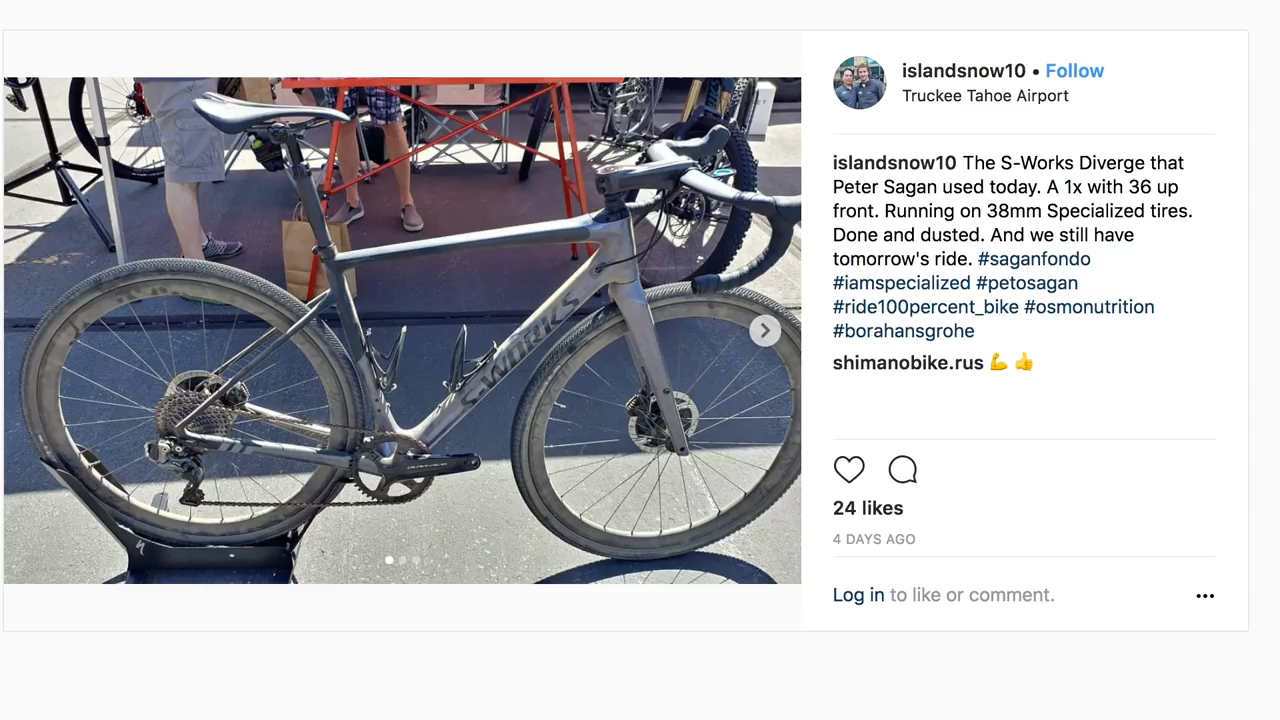 islandsnow10 • Follow
Truckee Tahoe Airport
islandsnow10 The S-Works Diverge that
Peter Sagan used today. A 1x with 36 up
front. Running on 38mm Specialized tires.
Done and dusted. And we still have
tomorrow's ride. #saganfondo
#iamspecialized #petosagan
#ride100percent_bike #osmonutrition
#borahansgrohe
shimanobike.rus 💪 👍
S-WORKS
24 likes
4 DAYS AGO
Log in to like or comment.